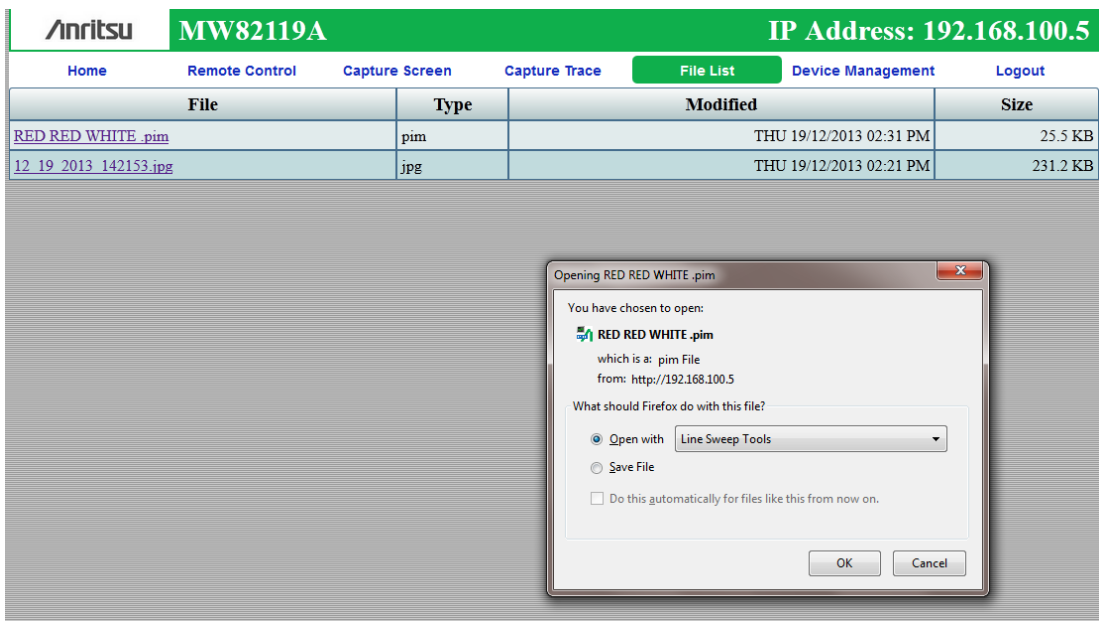 Anritsu MW82119A IP Address: 192.168.100.5
Home Remote Control Capture Screen Capture Trace File List Device Management Logout
File Type Modified Size
RED RED WHITE .pim pim THU 19/12/2013 02:31 PM 25.5 KB
12_19_2013_142153.jpg jpg THU 19/12/2013 02:21 PM 231.2 KB
Opening RED RED WHITE .pim
You have chosen to open:
RED RED WHITE .pim
which is a: pim File
from: http://192.168.100.5
What should Firefox do with this file?
Open with Line Sweep Tools
Save File
Do this automatically for files like this from now on.
OK Cancel